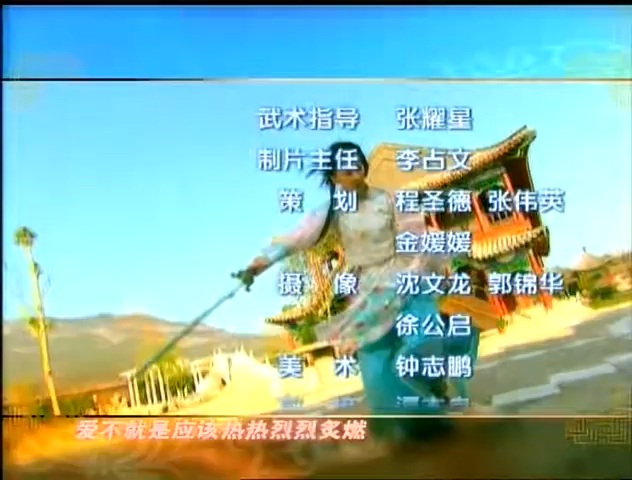 武术指导 张耀星
制片主任 李占文
策 划 程圣德 张伟英
金媛媛
摄 像 沈文龙 郭锦华
徐公启
美 术 钟志鹏
爱不就是应该热热烈烈炙燃